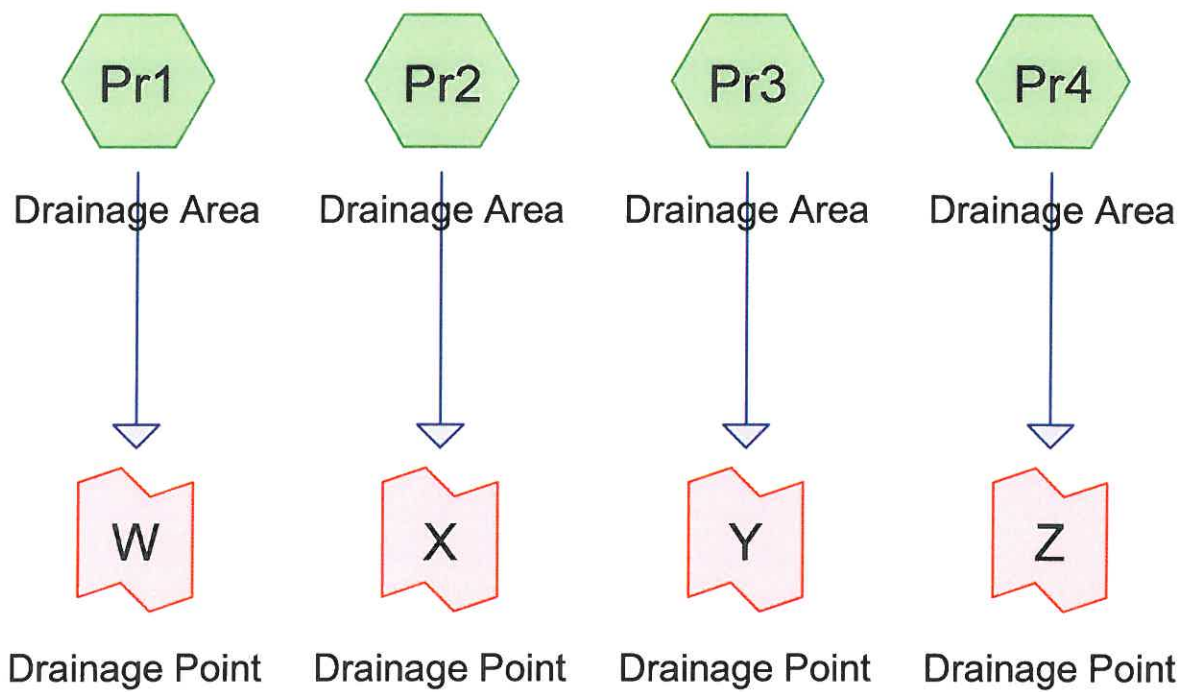 Pr1 Pr2 Pr3 Pr4
Drainage Area Drainage Area Drainage Area Drainage Area
W X Y Z
Drainage Point Drainage Point Drainage Point Drainage Point